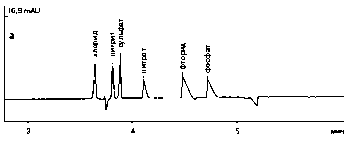 16,9 mAU
хлорид
нитрит
сульфат
нитрат
фторид
фосфат
3
4
5
мин